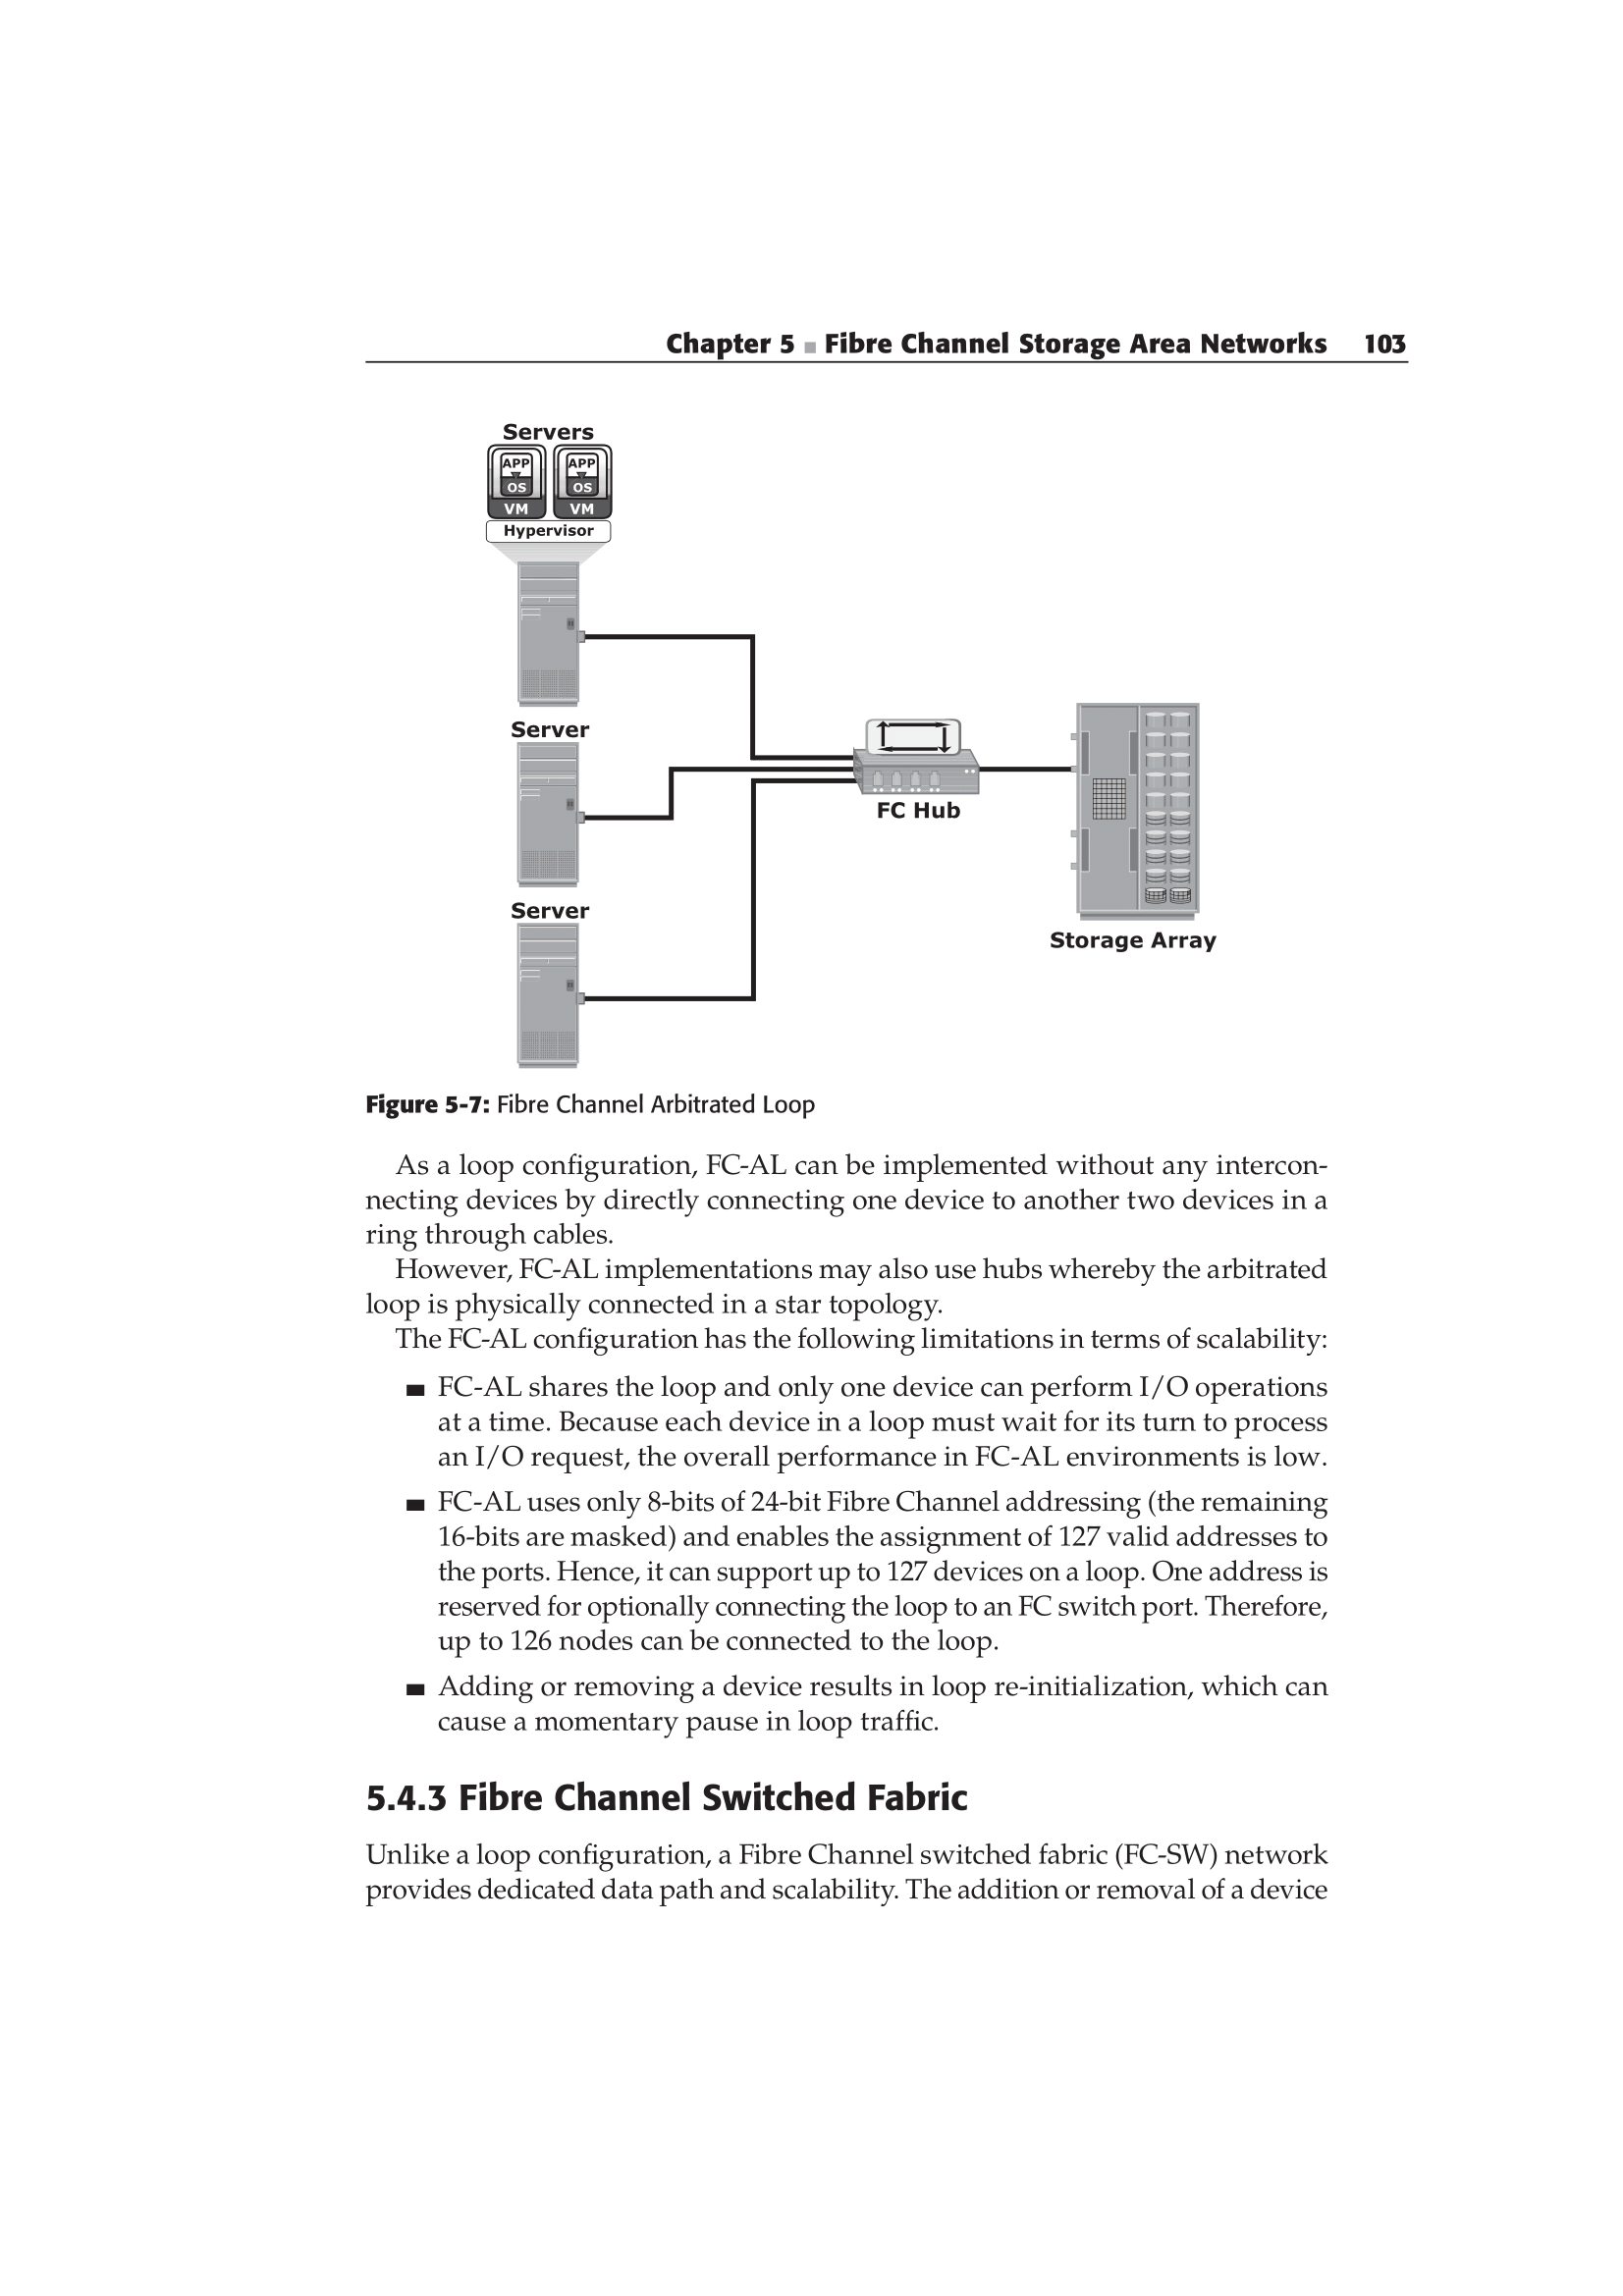 Chapter 5 ■ Fibre Channel Storage Area Networks 103
Servers
APP APP
OS OS
VM VM
Hypervisor
Server
FC Hub
Server
Storage Array
Figure 5-7: Fibre Channel Arbitrated Loop
As a loop configuration, FC-AL can be implemented without any intercon-
necting devices by directly connecting one device to another two devices in a
ring through cables.
However, FC-AL implementations may also use hubs whereby the arbitrated
loop is physically connected in a star topology.
The FC-AL configuration has the following limitations in terms of scalability:
■ FC-AL shares the loop and only one device can perform I/O operations
at a time. Because each device in a loop must wait for its turn to process
an I/O request, the overall performance in FC-AL environments is low.
■ FC-AL uses only 8-bits of 24-bit Fibre Channel addressing (the remaining
16-bits are masked) and enables the assignment of 127 valid addresses to
the ports. Hence, it can support up to 127 devices on a loop. One address is
reserved for optionally connecting the loop to an FC switch port. Therefore,
up to 126 nodes can be connected to the loop.
■ Adding or removing a device results in loop re-initialization, which can
cause a momentary pause in loop traffic.
5.4.3 Fibre Channel Switched Fabric
Unlike a loop configuration, a Fibre Channel switched fabric (FC-SW) network
provides dedicated data path and scalability. The addition or removal of a device